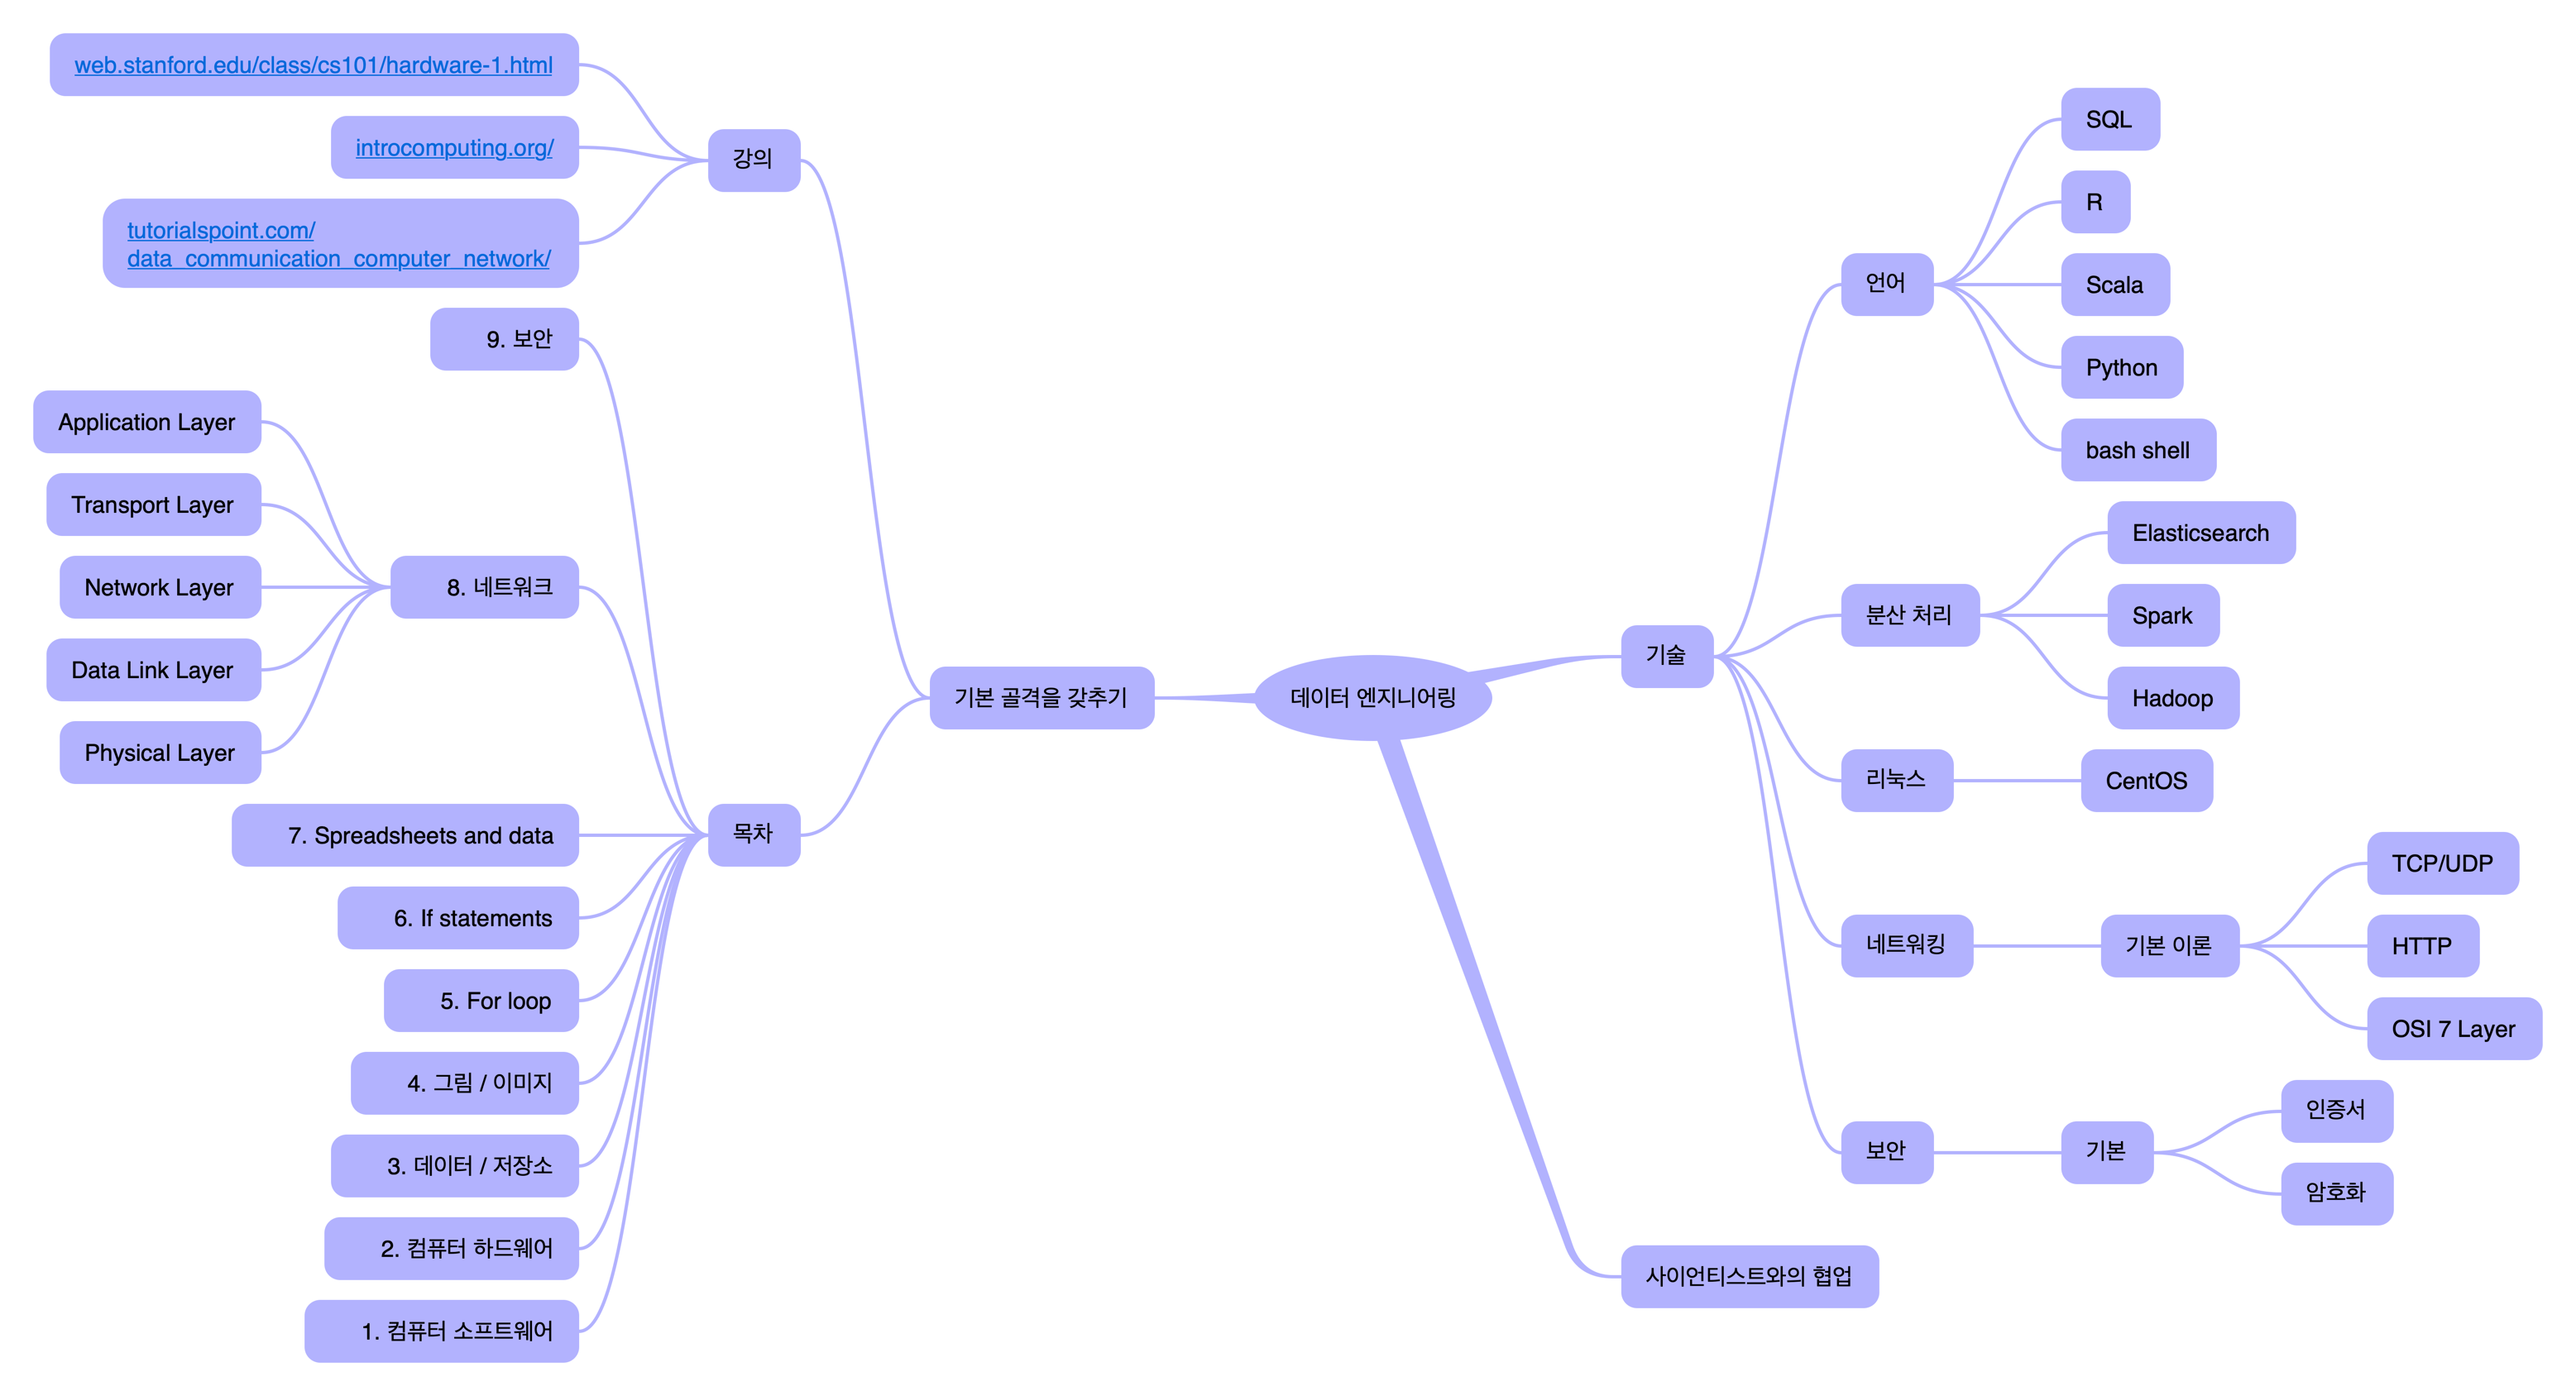 데이터 엔지니어링
기본 골격을 갖추기
강의
web.stanford.edu/class/cs101/hardware-1.html
introcomputing.org/
tutorialspoint.com/
data_communication_computer_network/
목차
9. 보안
8. 네트워크
Application Layer
Transport Layer
Network Layer
Data Link Layer
Physical Layer
7. Spreadsheets and data
6. If statements
5. For loop
4. 그림 / 이미지
3. 데이터 / 저장소
2. 컴퓨터 하드웨어
1. 컴퓨터 소프트웨어
기술
언어
SQL
R
Scala
Python
bash shell
분산 처리
Elasticsearch
Spark
Hadoop
리눅스
CentOS
네트워킹
기본 이론
TCP/UDP
HTTP
OSI 7 Layer
보안
기본
인증서
암호화
사이언티스트와의 협업